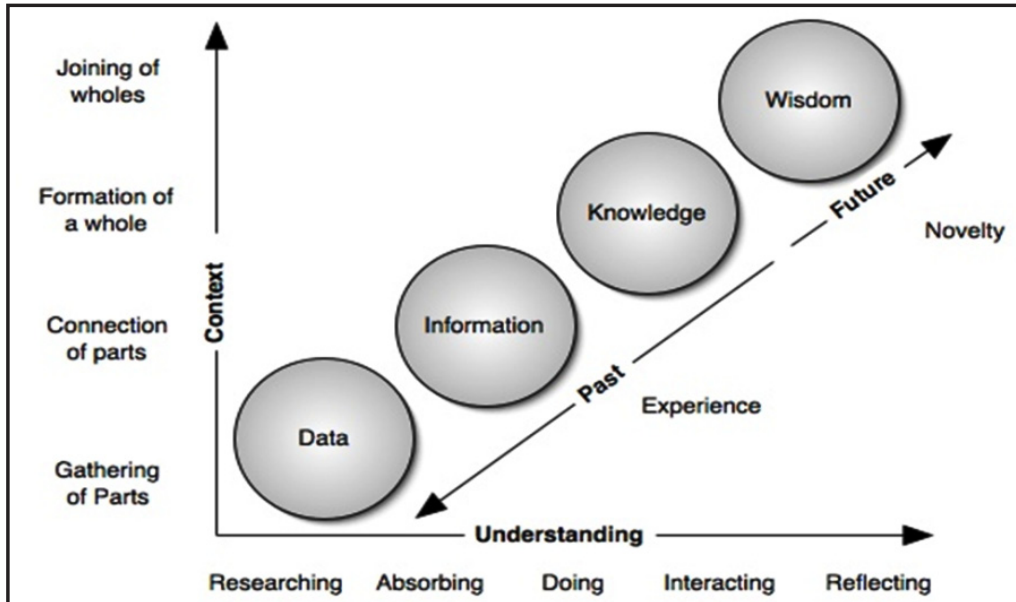 Joining of
wholes
Wisdom
Formation of
a whole
Knowledge
Future
Novelty
Context
Connection
of parts
Information
Past
Experience
Data
Gathering
of Parts
Understanding
Researching Absorbing Doing Interacting Reflecting